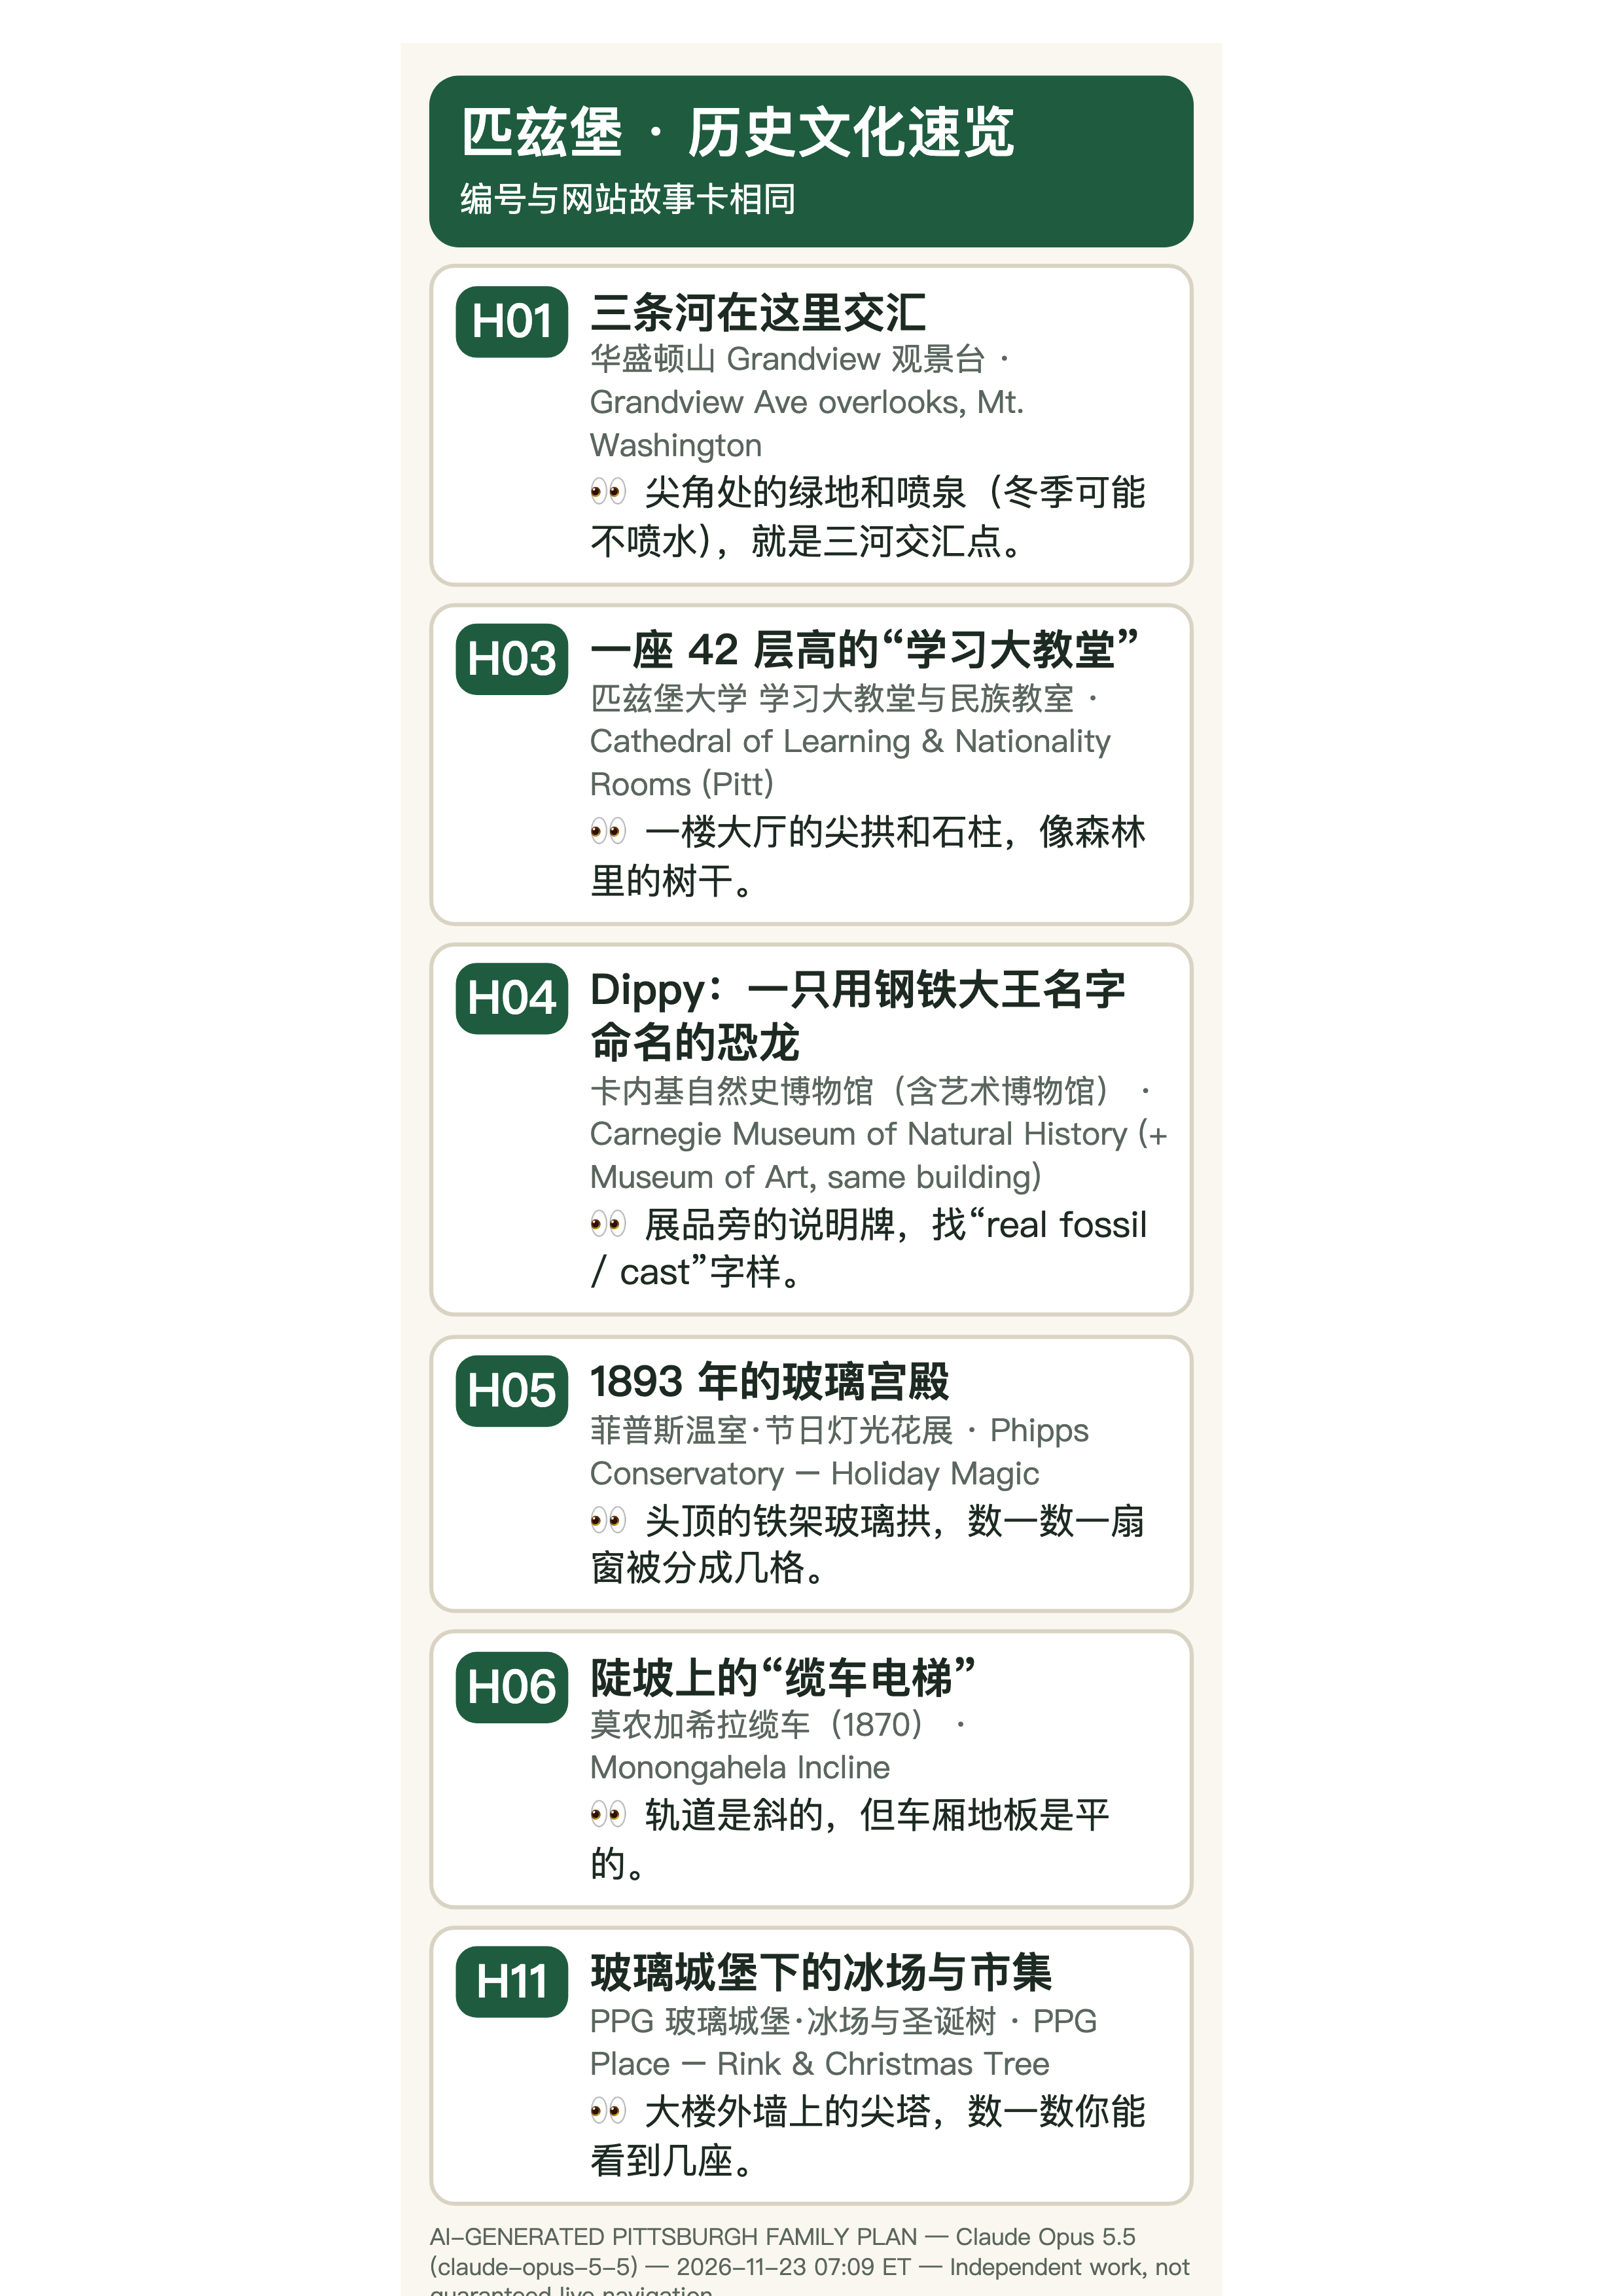 匹兹堡 · 历史文化速览
编号与网站故事卡相同
H01
三条河在这里交汇
华盛顿山 Grandview 观景台 ·
Grandview Ave overlooks, Mt.
Washington
👀 尖角处的绿地和喷泉（冬季可能
不喷水），就是三河交汇点。
H03
一座 42 层高的“学习大教堂”
匹兹堡大学 学习大教堂与民族教室 ·
Cathedral of Learning & Nationality
Rooms (Pitt)
👀 一楼大厅的尖拱和石柱，像森林
里的树干。
H04
Dippy：一只用钢铁大王名字
命名的恐龙
卡内基自然史博物馆（含艺术博物馆） ·
Carnegie Museum of Natural History (+
Museum of Art, same building)
👀 展品旁的说明牌，找“real fossil
/ cast”字样。
H05
1893 年的玻璃宫殿
菲普斯温室·节日灯光花展 · Phipps
Conservatory — Holiday Magic
👀 头顶的铁架玻璃拱，数一数一扇
窗被分成几格。
H06
陡坡上的“缆车电梯”
莫农加希拉缆车（1870） ·
Monongahela Incline
👀 轨道是斜的，但车厢地板是平
的。
H11
玻璃城堡下的冰场与市集
PPG 玻璃城堡·冰场与圣诞树 · PPG
Place — Rink & Christmas Tree
👀 大楼外墙上的尖塔，数一数你能
看到几座。
AI-GENERATED PITTSBURGH FAMILY PLAN — Claude Opus 5.5
(claude-opus-5-5) — 2026-11-23 07:09 ET — Independent work, not
guaranteed live navigation